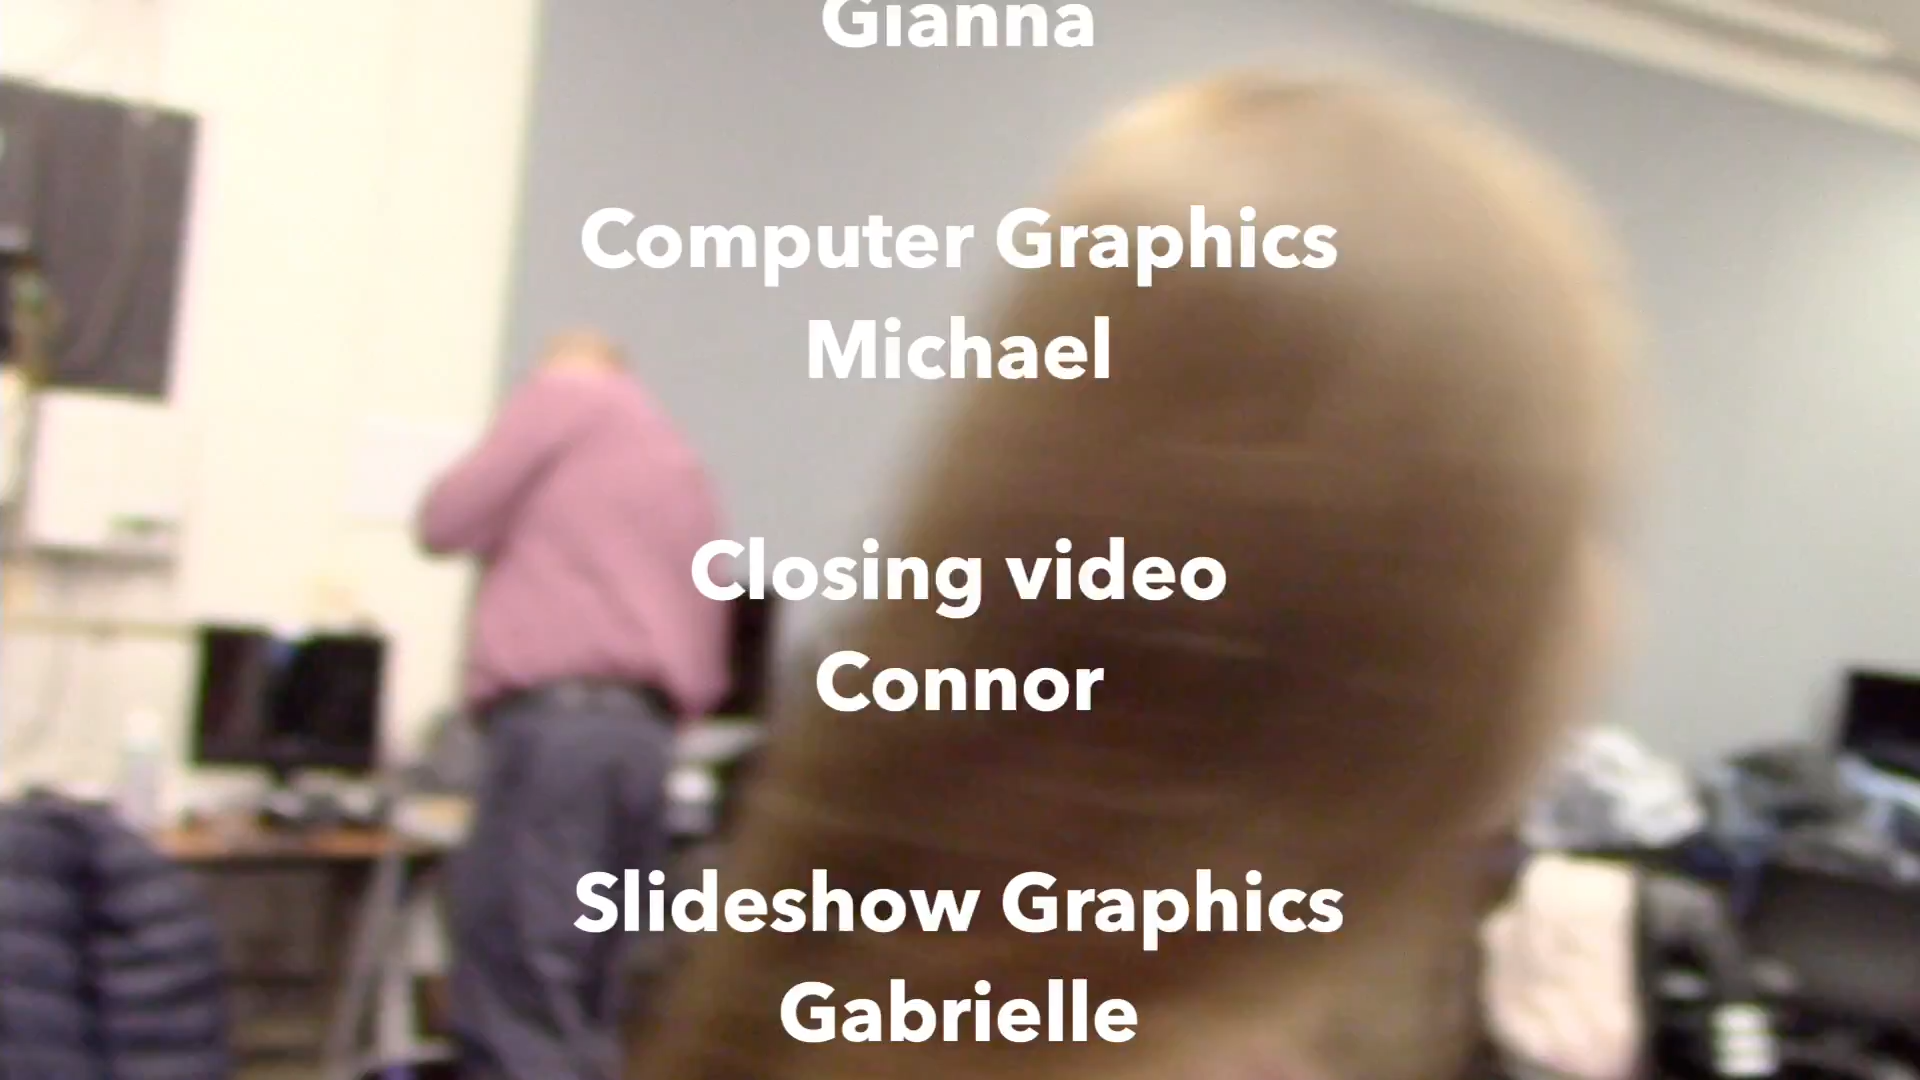 Gianna
Computer Graphics
Michael
Closing video
Connor
Slideshow Graphics
Gabrielle